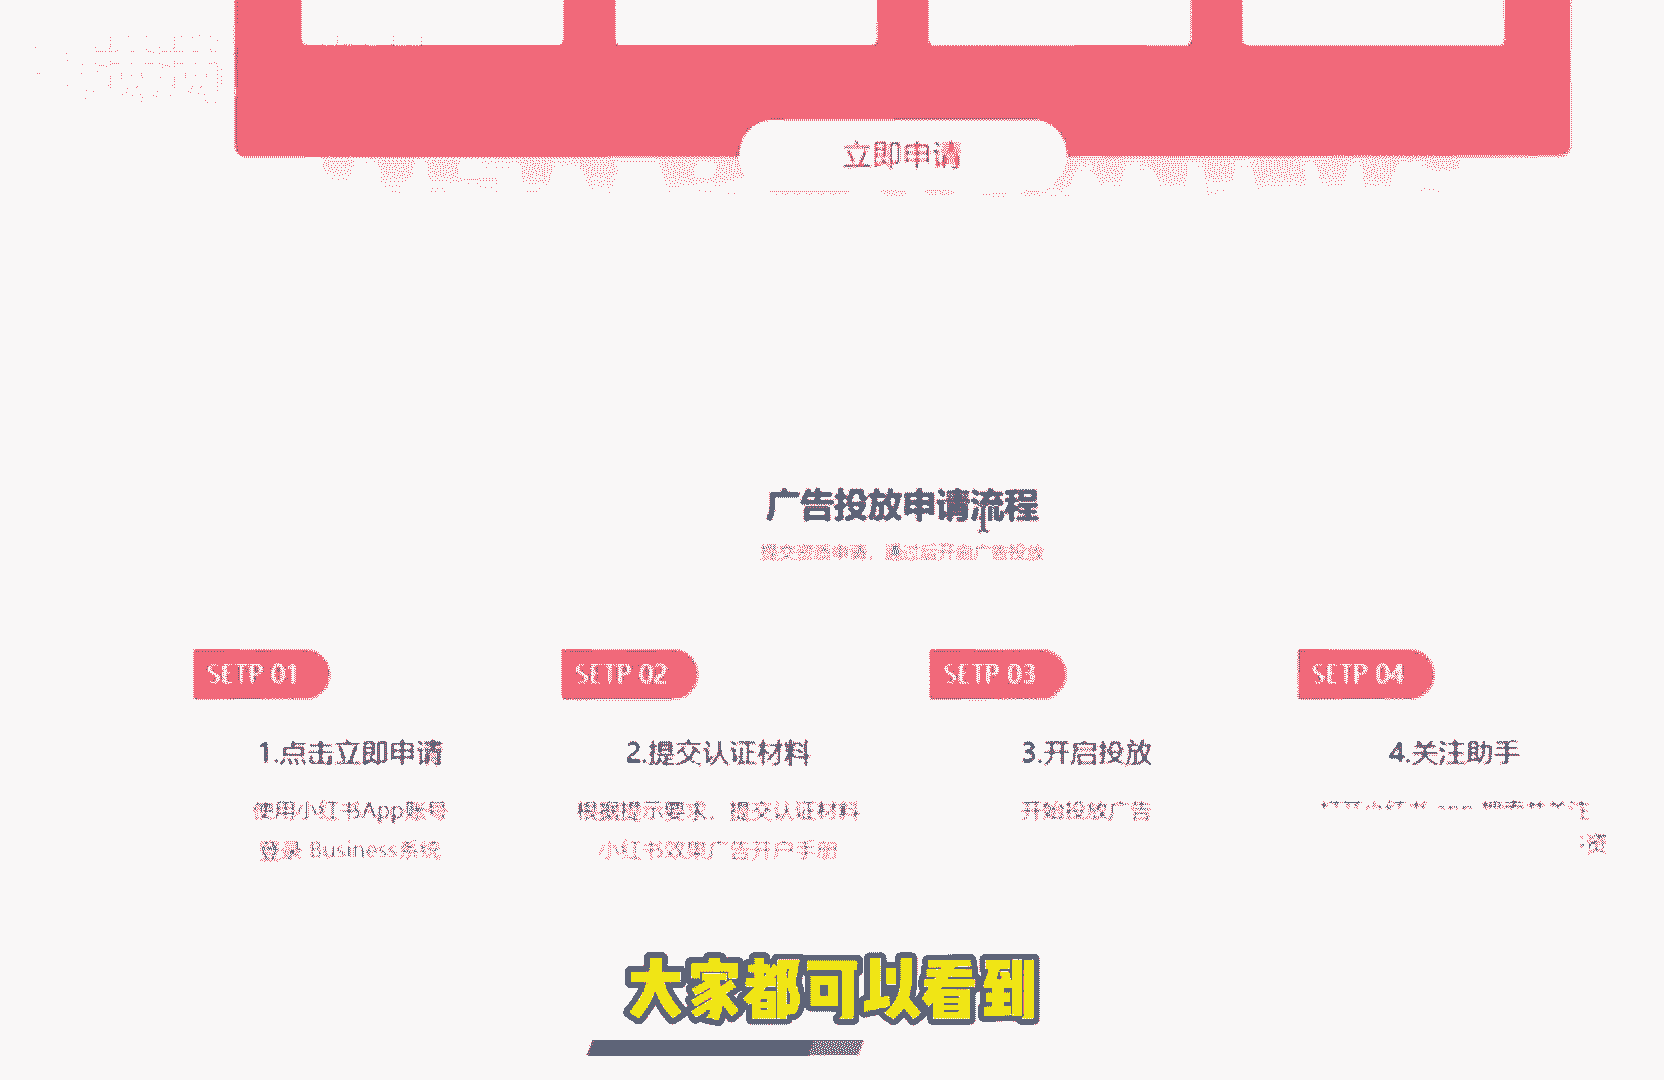 立即申请
广告投放申请流程
提交资质申请，通过后开启广告投放
SETP 01
SETP 02
SETP 03
SETP 04
1.点击立即申请
2.提交认证材料
3.开启投放
4.关注助手
使用小红书App账号
登录 Business系统
根据提示要求，提交认证材料
小红书效果广告开户手册
开始投放广告
资
大家都可以看到